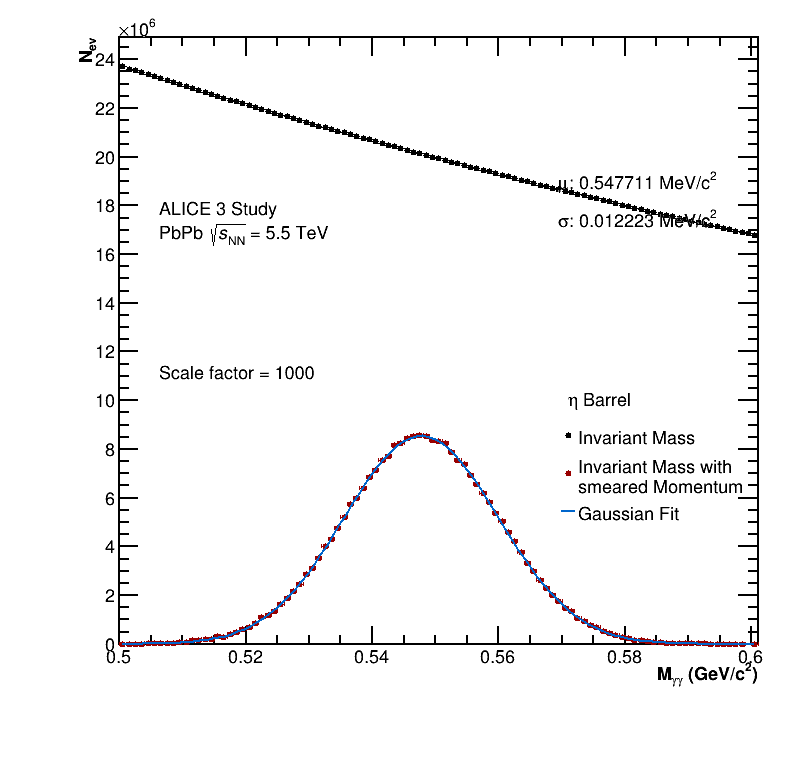 ×10⁶
N_ev
24
22
20
18
16
14
12
10
8
6
4
2
0
μ: 0.547711 MeV/c²
σ: 0.012223 MeV/c²
ALICE 3 Study
PbPb √s_NN = 5.5 TeV
Scale factor = 1000
η Barrel
Invariant Mass
Invariant Mass with
smeared Momentum
Gaussian Fit
0.5 0.52 0.54 0.56 0.58 0.6
M_γγ (GeV/c²)